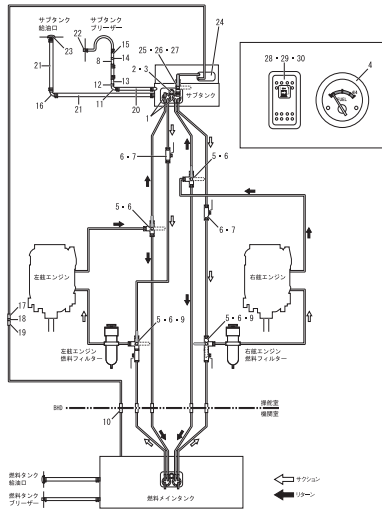 サブタンク
給油口
サブタンク
ブリーザー
22
23
15
14
8
13
12
11
21
16
21
20
25・26・27
2・3
24
サブタンク
1
28・29・30
4
FUEL
6・7
5・6
5・6
6・7
左舷エンジン
右舷エンジン
17
18
19
5・6・9
5・6・9
左舷エンジン
燃料フィルター
右舷エンジン
燃料フィルター
BHD
操舵室
機関室
10
燃料タンク
給油口
燃料タンク
ブリーザー
燃料メインタンク
サクション
リターン